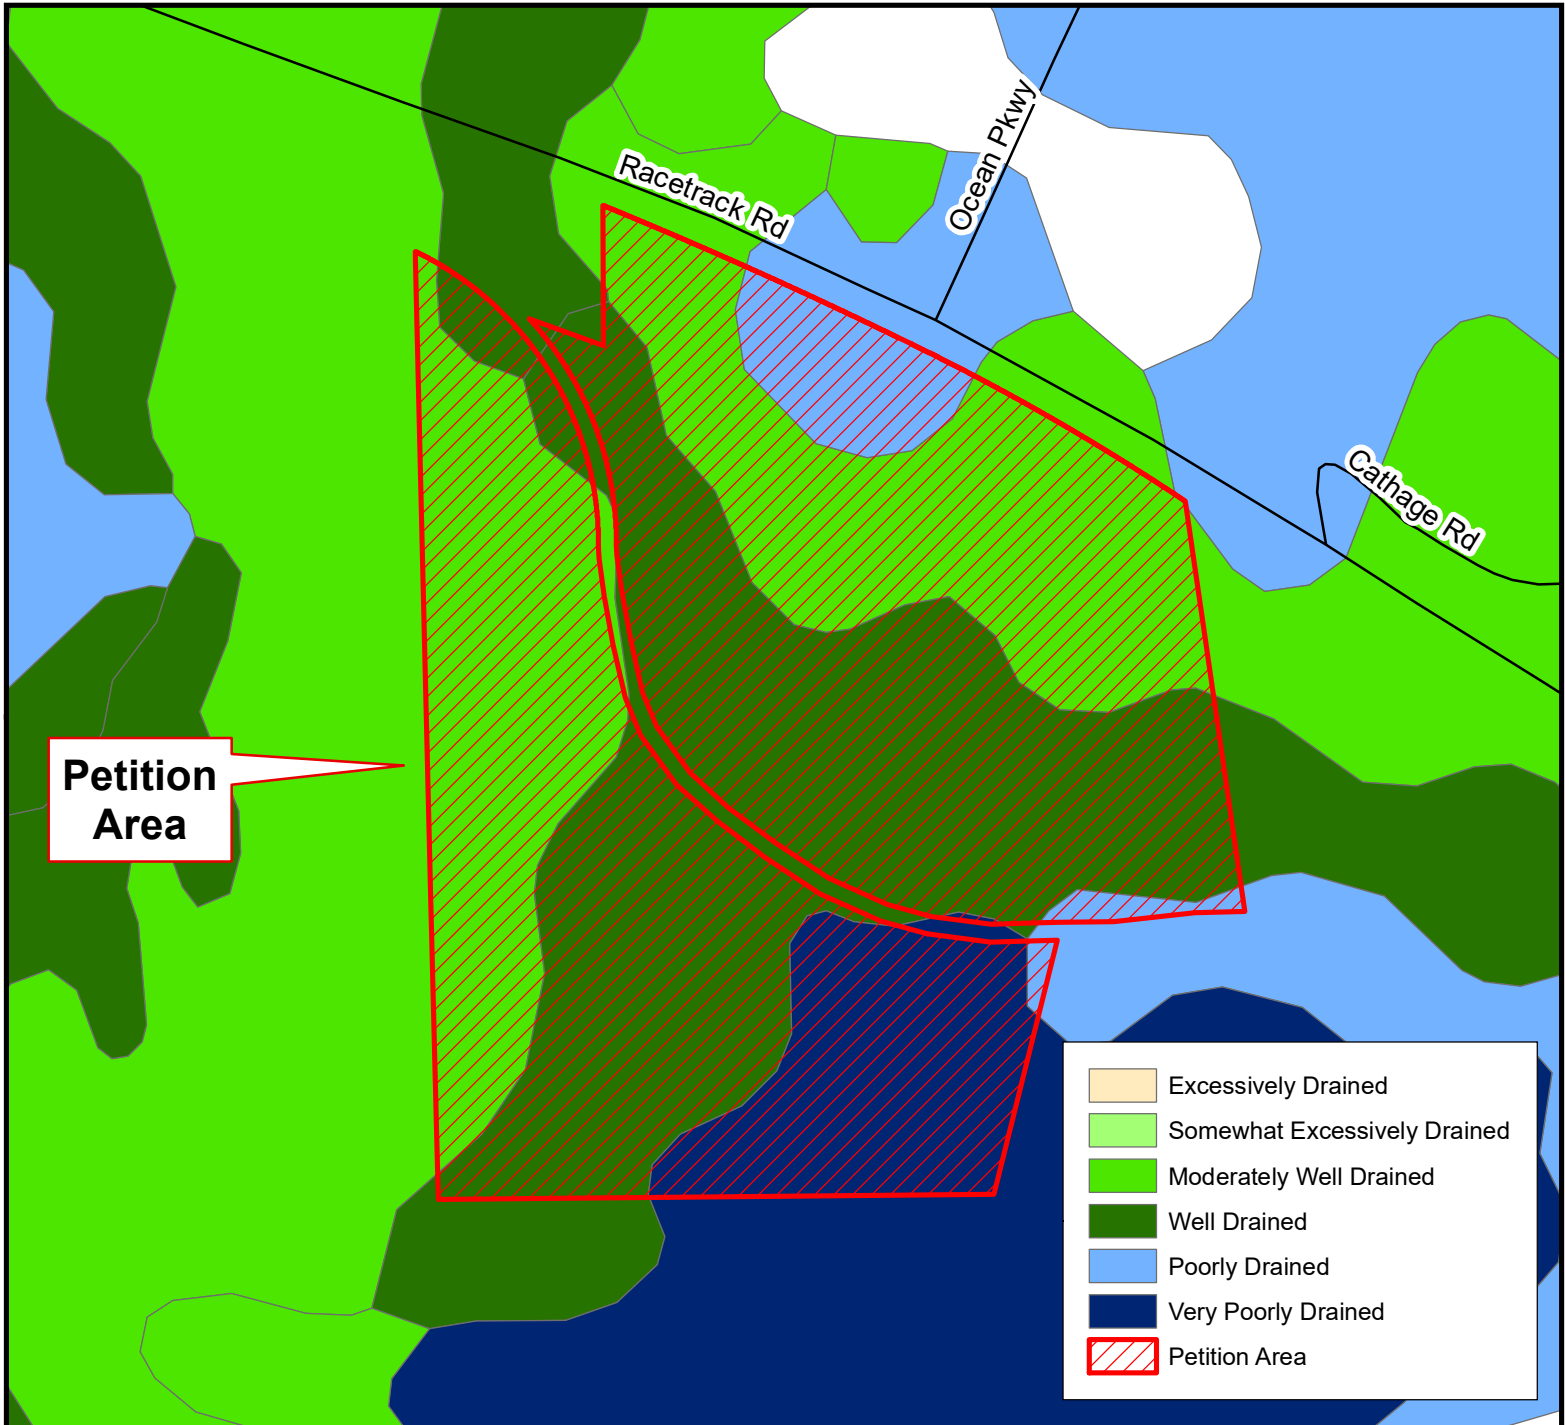 Racetrack Rd
Ocean Pkwy
Cathage Rd
Petition
Area
Excessively Drained
Somewhat Excessively Drained
Moderately Well Drained
Well Drained
Poorly Drained
Very Poorly Drained
Petition Area